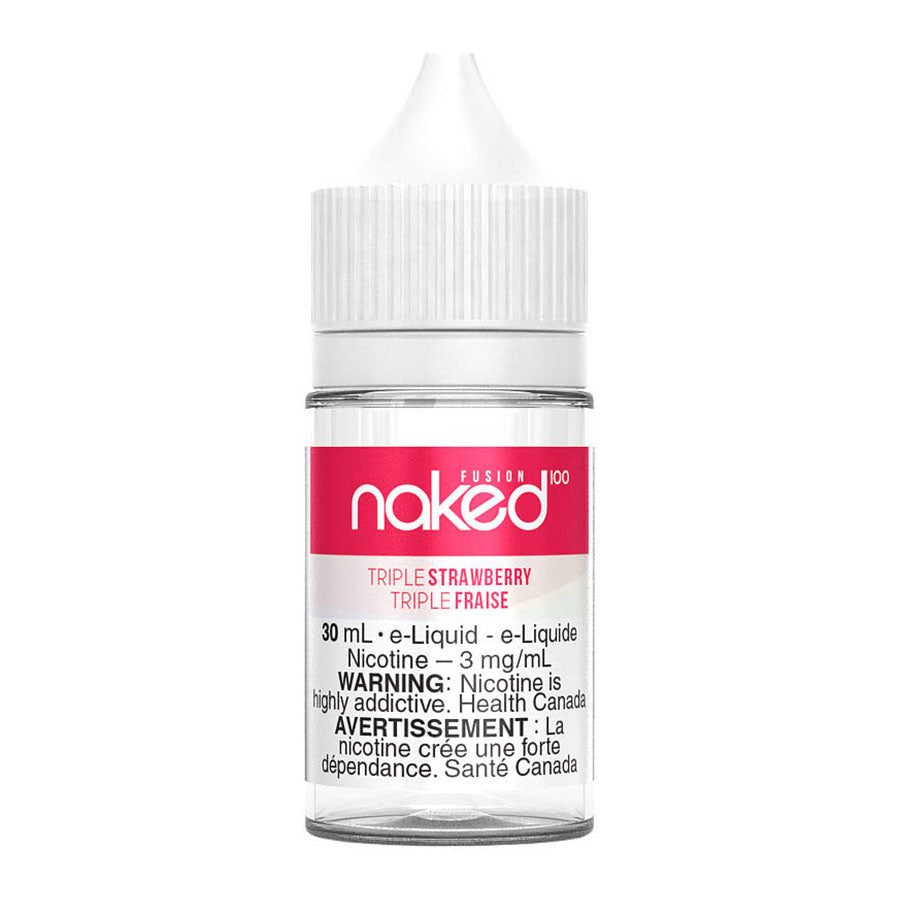 FUSION
naked 100
TRIPLE STRAWBERRY
TRIPLE FRAISE
30 mL • e-Liquid - e-Liquide
Nicotine — 3 mg/mL
WARNING: Nicotine is
highly addictive. Health Canada
AVERTISSEMENT : La
nicotine crée une forte
dépendance. Santé Canada